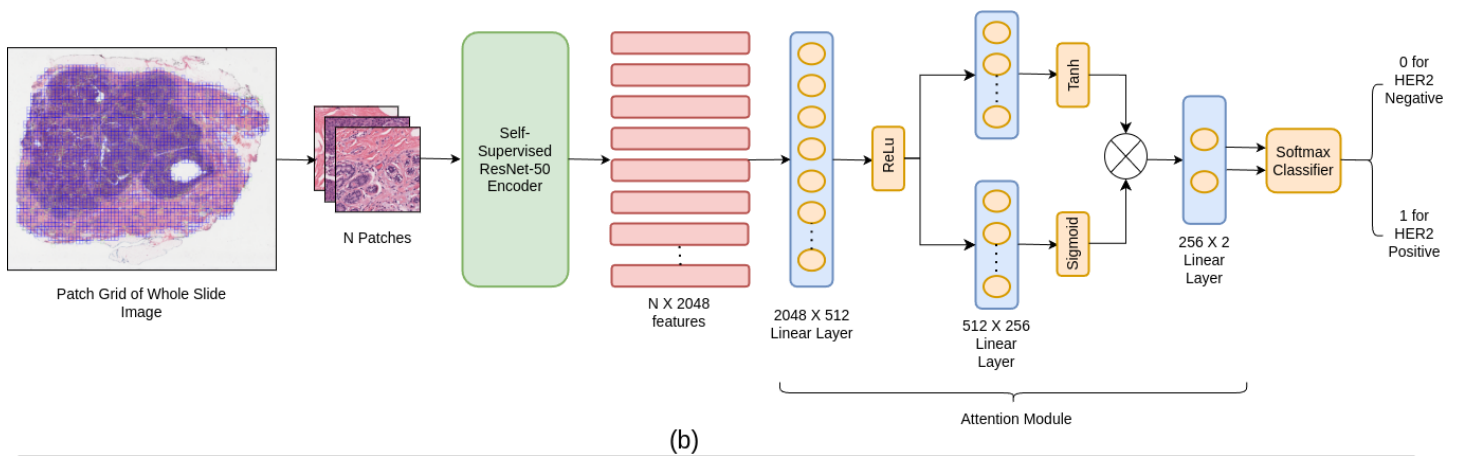 Patch Grid of Whole Slide
Image
N Patches
Self-
Supervised
ResNet-50
Encoder
N X 2048
features
2048 X 512
Linear Layer
ReLu
512 X 256
Linear
Layer
Tanh
Sigmoid
256 X 2
Linear
Layer
Softmax
Classifier
0 for
HER2
Negative
1 for
HER2
Positive
Attention Module
(b)